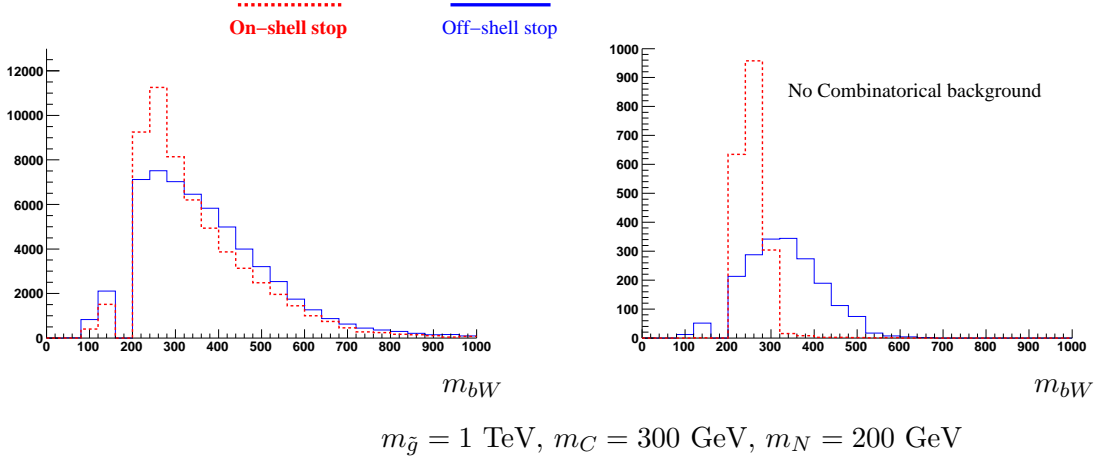 On–shell stop Off–shell stop
12000
10000
8000
6000
4000
2000
0
0 100 200 300 400 500 600 700 800 900 1000
m_{bW}
1000
900
800
700
600
500
400
300
200
100
0
No Combinatorical background
0 100 200 300 400 500 600 700 800 900 1000
m_{bW}
m_{\tilde{g}} = 1 TeV, m_C = 300 GeV, m_N = 200 GeV